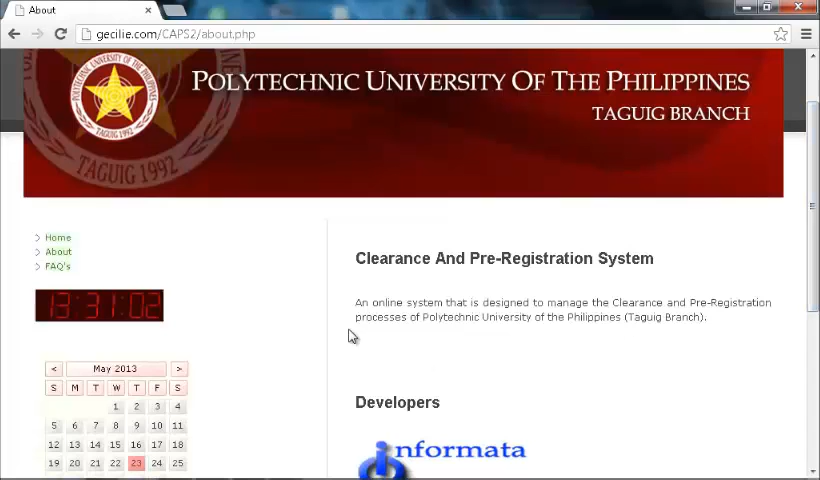 About
gecilie.com/CAPS2/about.php
POLYTECHNIC UNIVERSITY OF THE PHILIPPINES
TAGUIG BRANCH
POLYTECHNIC UNIVERSITY OF THE PHILIPPINES
TAGUIG 1992
TAGUIG 1992
Home
About
FAQ's
13:31:02
Clearance And Pre-Registration System
An online system that is designed to manage the Clearance and Pre-Registration
processes of Polytechnic University of the Philippines (Taguig Branch).
< May 2013 >
S M T W T F S
1 2 3 4
5 6 7 8 9 10 11
12 13 14 15 16 17 18
19 20 21 22 23 24 25
Developers
informata